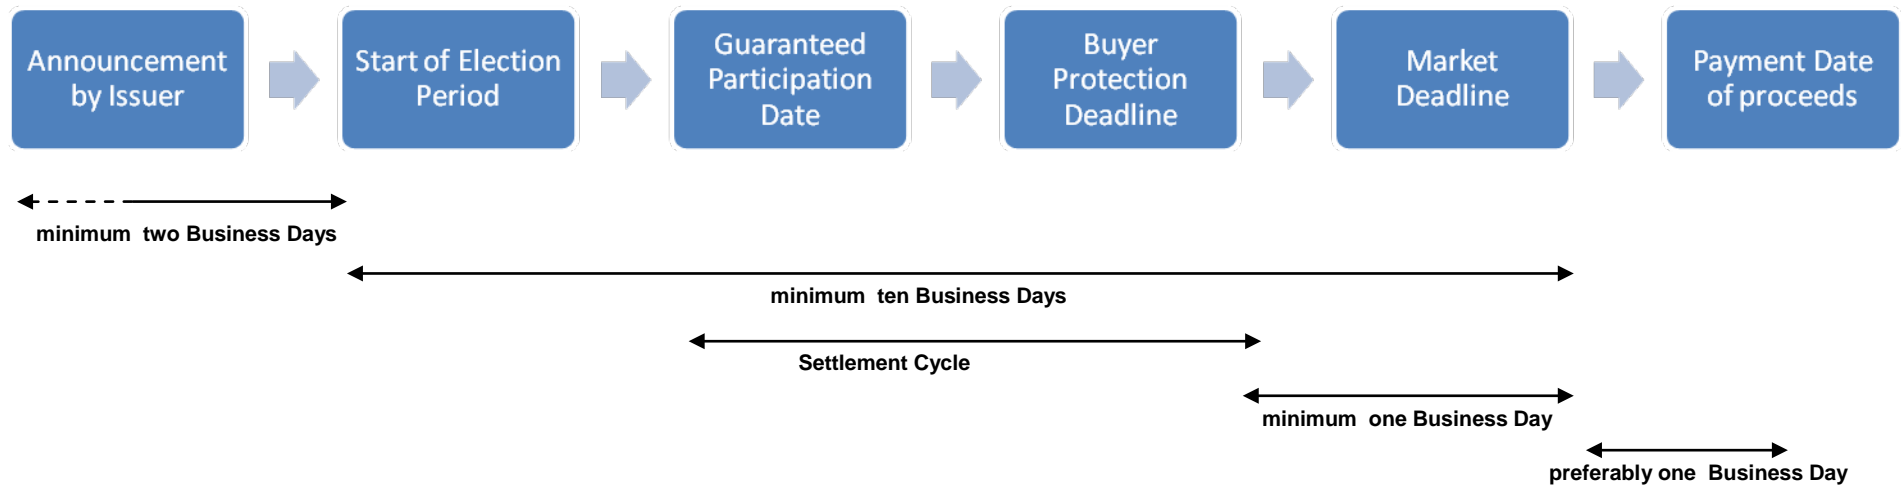 Announcement
by Issuer
Start of Election
Period
Guaranteed
Participation
Date
Buyer
Protection
Deadline
Market
Deadline
Payment Date
of proceeds
minimum two Business Days
minimum ten Business Days
Settlement Cycle
minimum one Business Day
preferably one Business Day